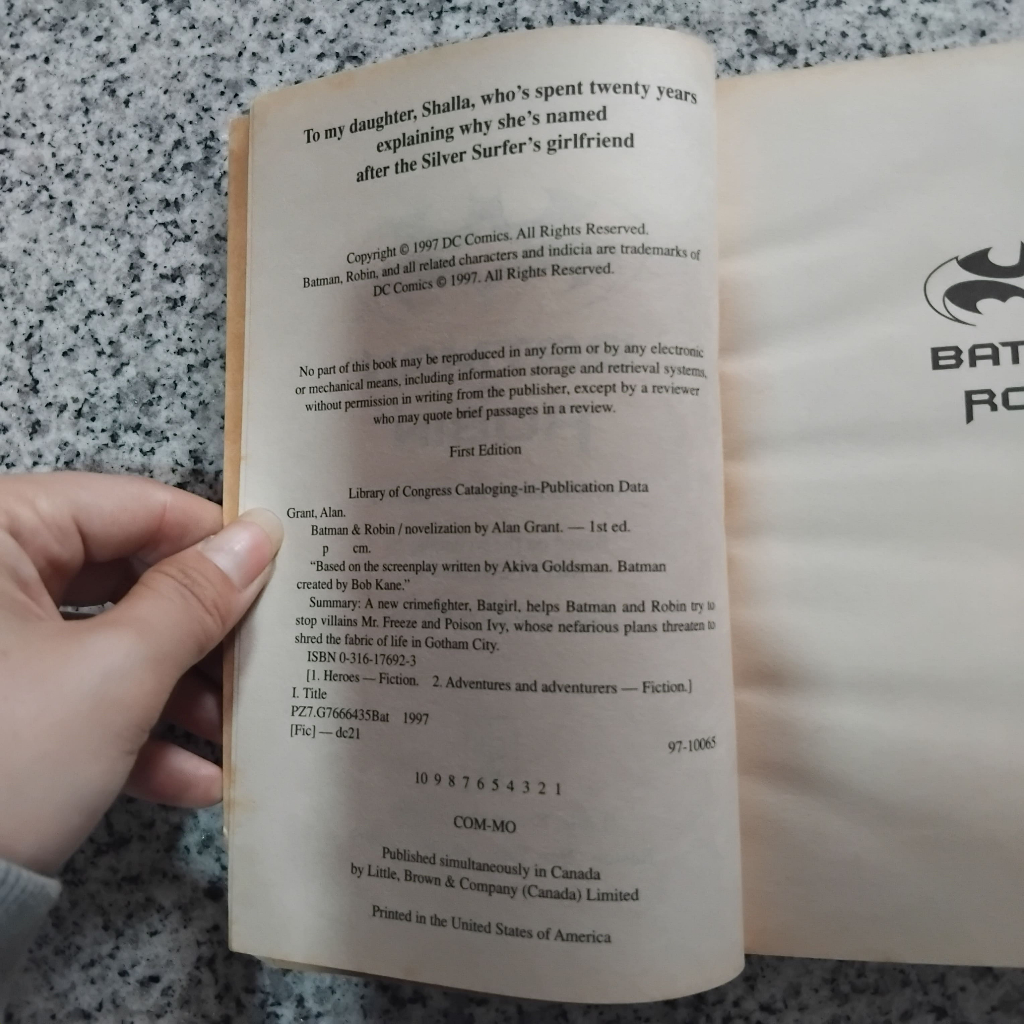 To my daughter, Shalla, who's spent twenty years
explaining why she's named
after the Silver Surfer's girlfriend
Copyright © 1997 DC Comics. All Rights Reserved.
Batman, Robin, and all related characters and indicia are trademarks of
DC Comics © 1997. All Rights Reserved.
No part of this book may be reproduced in any form or by any electronic
or mechanical means, including information storage and retrieval systems,
without permission in writing from the publisher, except by a reviewer
who may quote brief passages in a review.
First Edition
Library of Congress Cataloging-in-Publication Data
Grant, Alan.
Batman & Robin / novelization by Alan Grant. — 1st ed.
p cm.
"Based on the screenplay written by Akiva Goldsman. Batman
created by Bob Kane."
Summary: A new crimefighter, Batgirl, helps Batman and Robin try to
stop villains Mr. Freeze and Poison Ivy, whose nefarious plans threaten to
shred the fabric of life in Gotham City.
ISBN 0-316-17692-3
[1. Heroes — Fiction. 2. Adventures and adventurers — Fiction.]
I. Title
PZ7.G7666435Bat 1997
[Fic] — dc21
97-10065
10 9 8 7 6 5 4 3 2 1
COM-MO
Published simultaneously in Canada
by Little, Brown & Company (Canada) Limited
Printed in the United States of America
BAT
RO